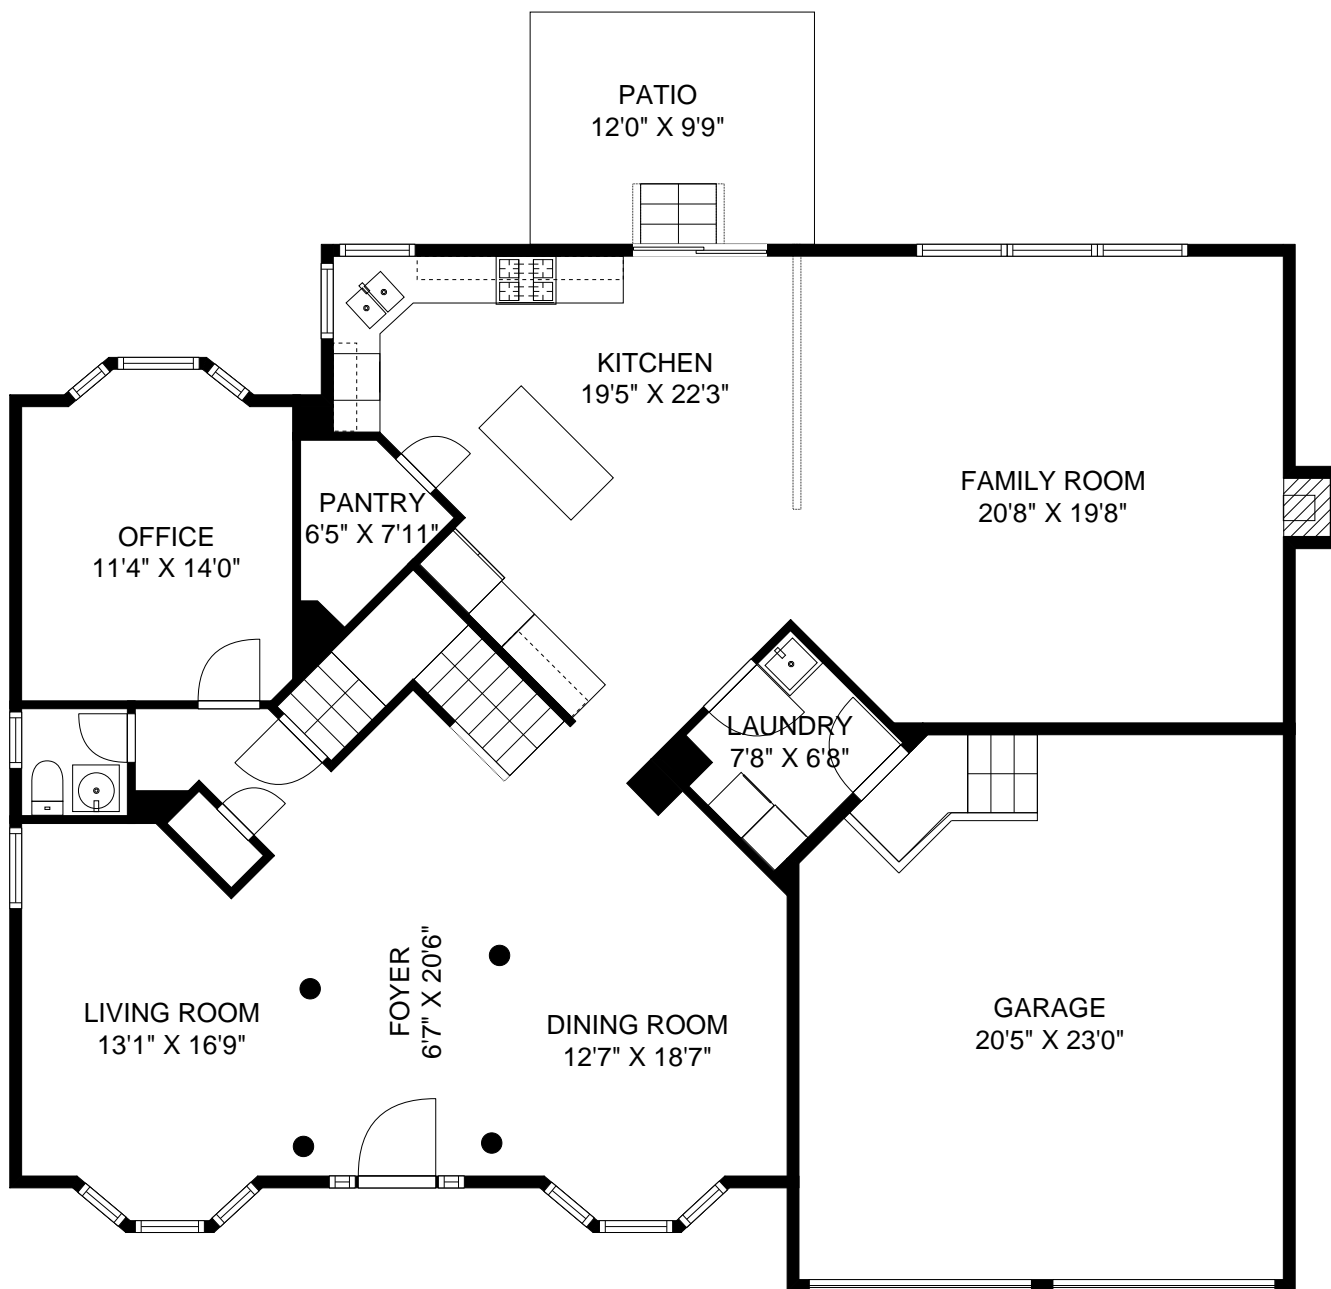 PATIO
12'0" X 9'9"
KITCHEN
19'5" X 22'3"
FAMILY ROOM
20'8" X 19'8"
PANTRY
6'5" X 7'11"
OFFICE
11'4" X 14'0"
LAUNDRY
7'8" X 6'8"
FOYER
6'7" X 20'6"
LIVING ROOM
13'1" X 16'9"
DINING ROOM
12'7" X 18'7"
GARAGE
20'5" X 23'0"